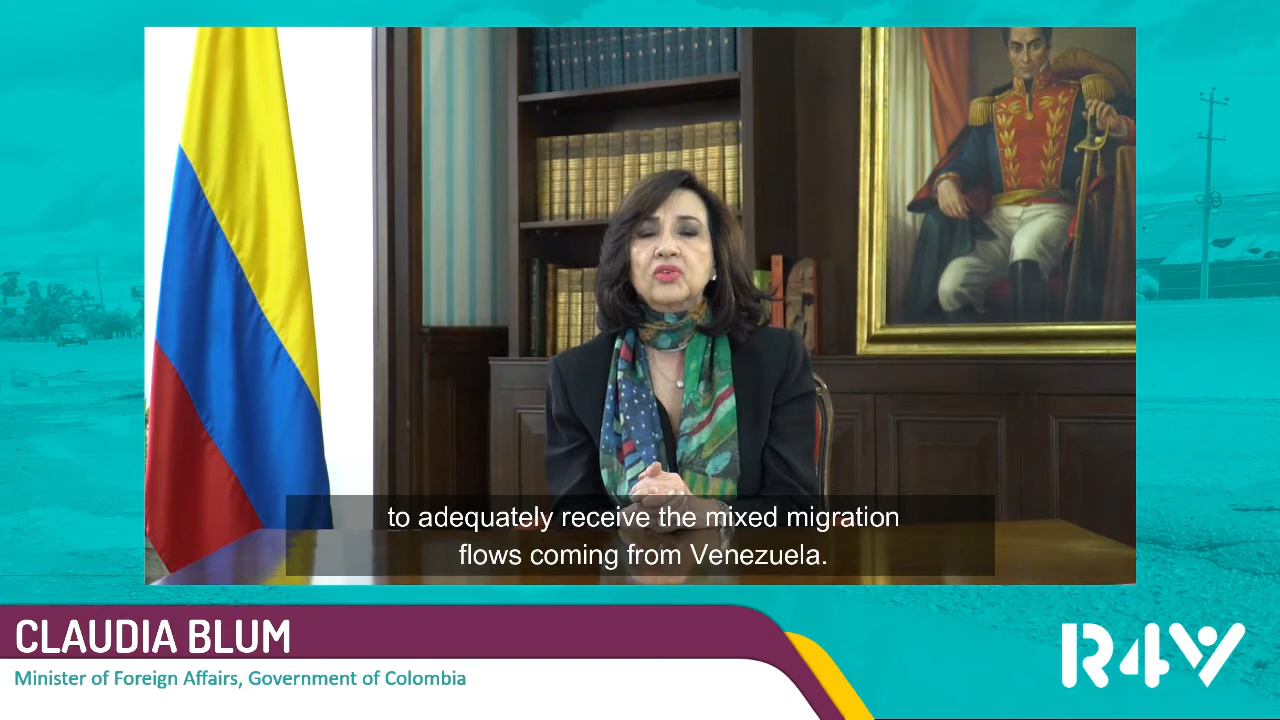 to adequately receive the mixed migration
flows coming from Venezuela.
CLAUDIA BLUM
Minister of Foreign Affairs, Government of Colombia
R4V